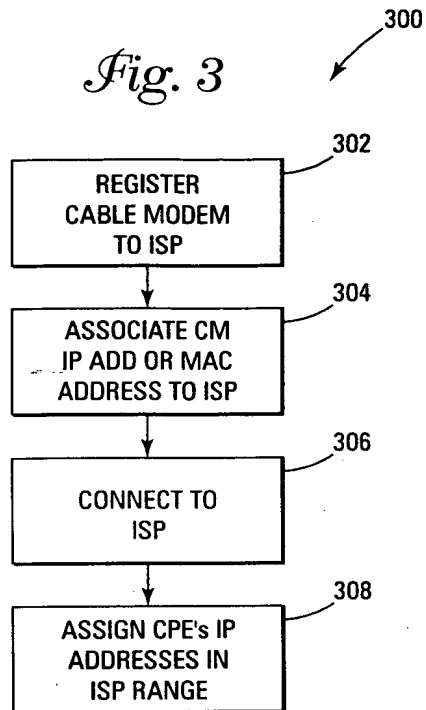 300
Fig. 3
302
REGISTER
CABLE MODEM
TO ISP
304
ASSOCIATE CM
IP ADD OR MAC
ADDRESS TO ISP
306
CONNECT TO
ISP
308
ASSIGN CPE's IP
ADDRESSES IN
ISP RANGE